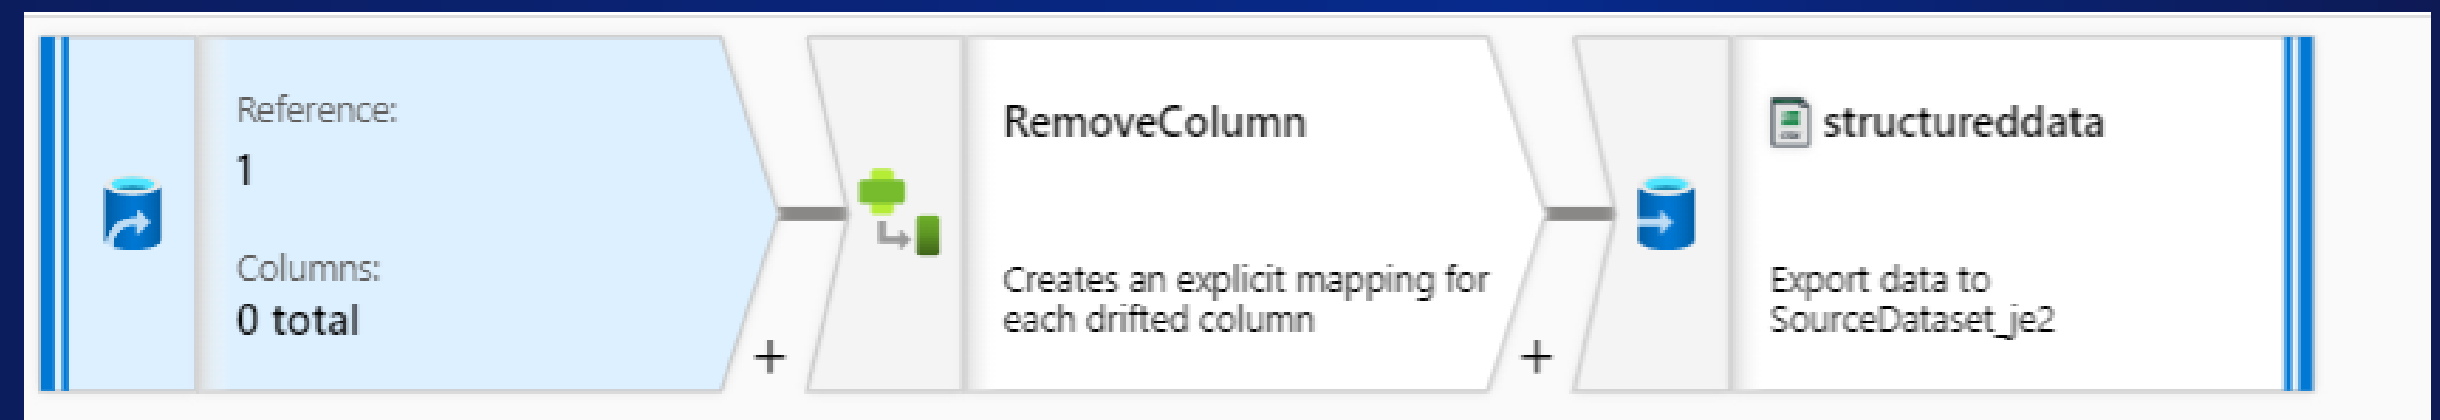 Reference:
1
Columns:
0 total
+
RemoveColumn
Creates an explicit mapping for
each drifted column
+
structureddata
Export data to
SourceDataset_je2